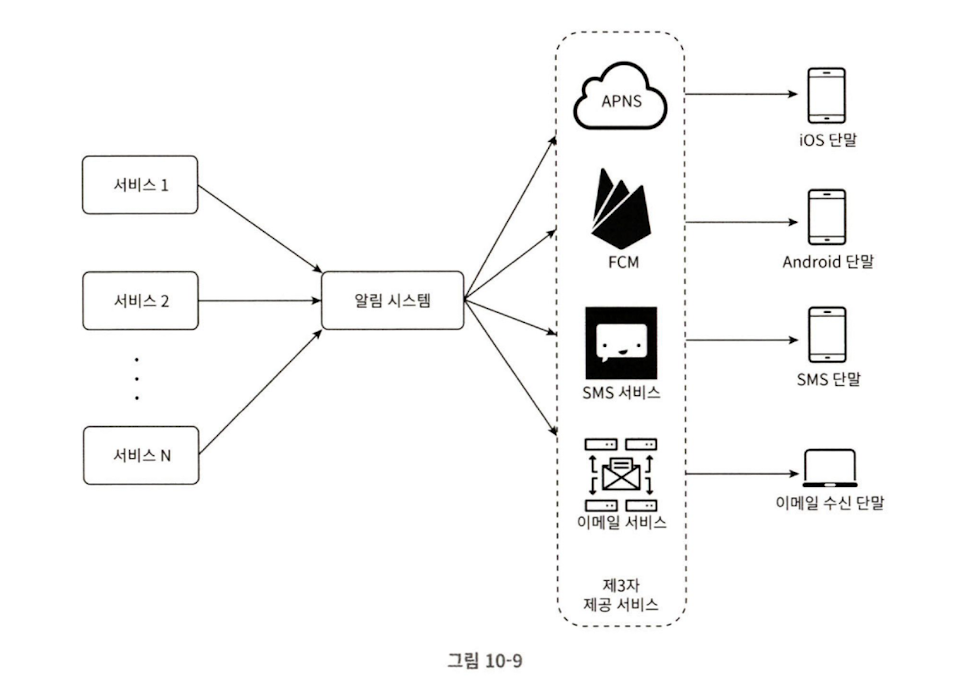 서비스 1
서비스 2
서비스 N
알림 시스템
APNS
FCM
SMS 서비스
이메일 서비스
제3자
제공 서비스
iOS 단말
Android 단말
SMS 단말
이메일 수신 단말
그림 10-9